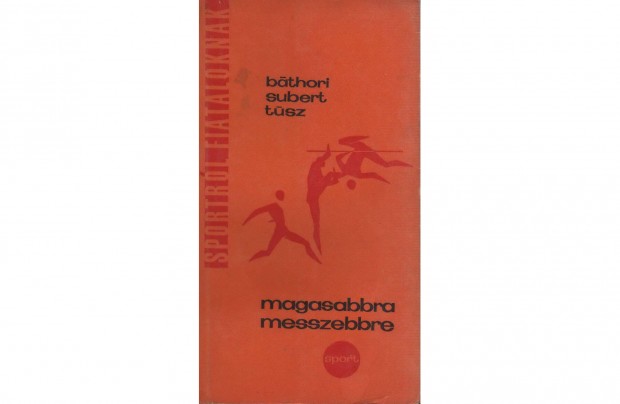 SPORTRÓL FIATALOKNAK
báthori
subert
tüsz
magasabbra
messzebbre
sport